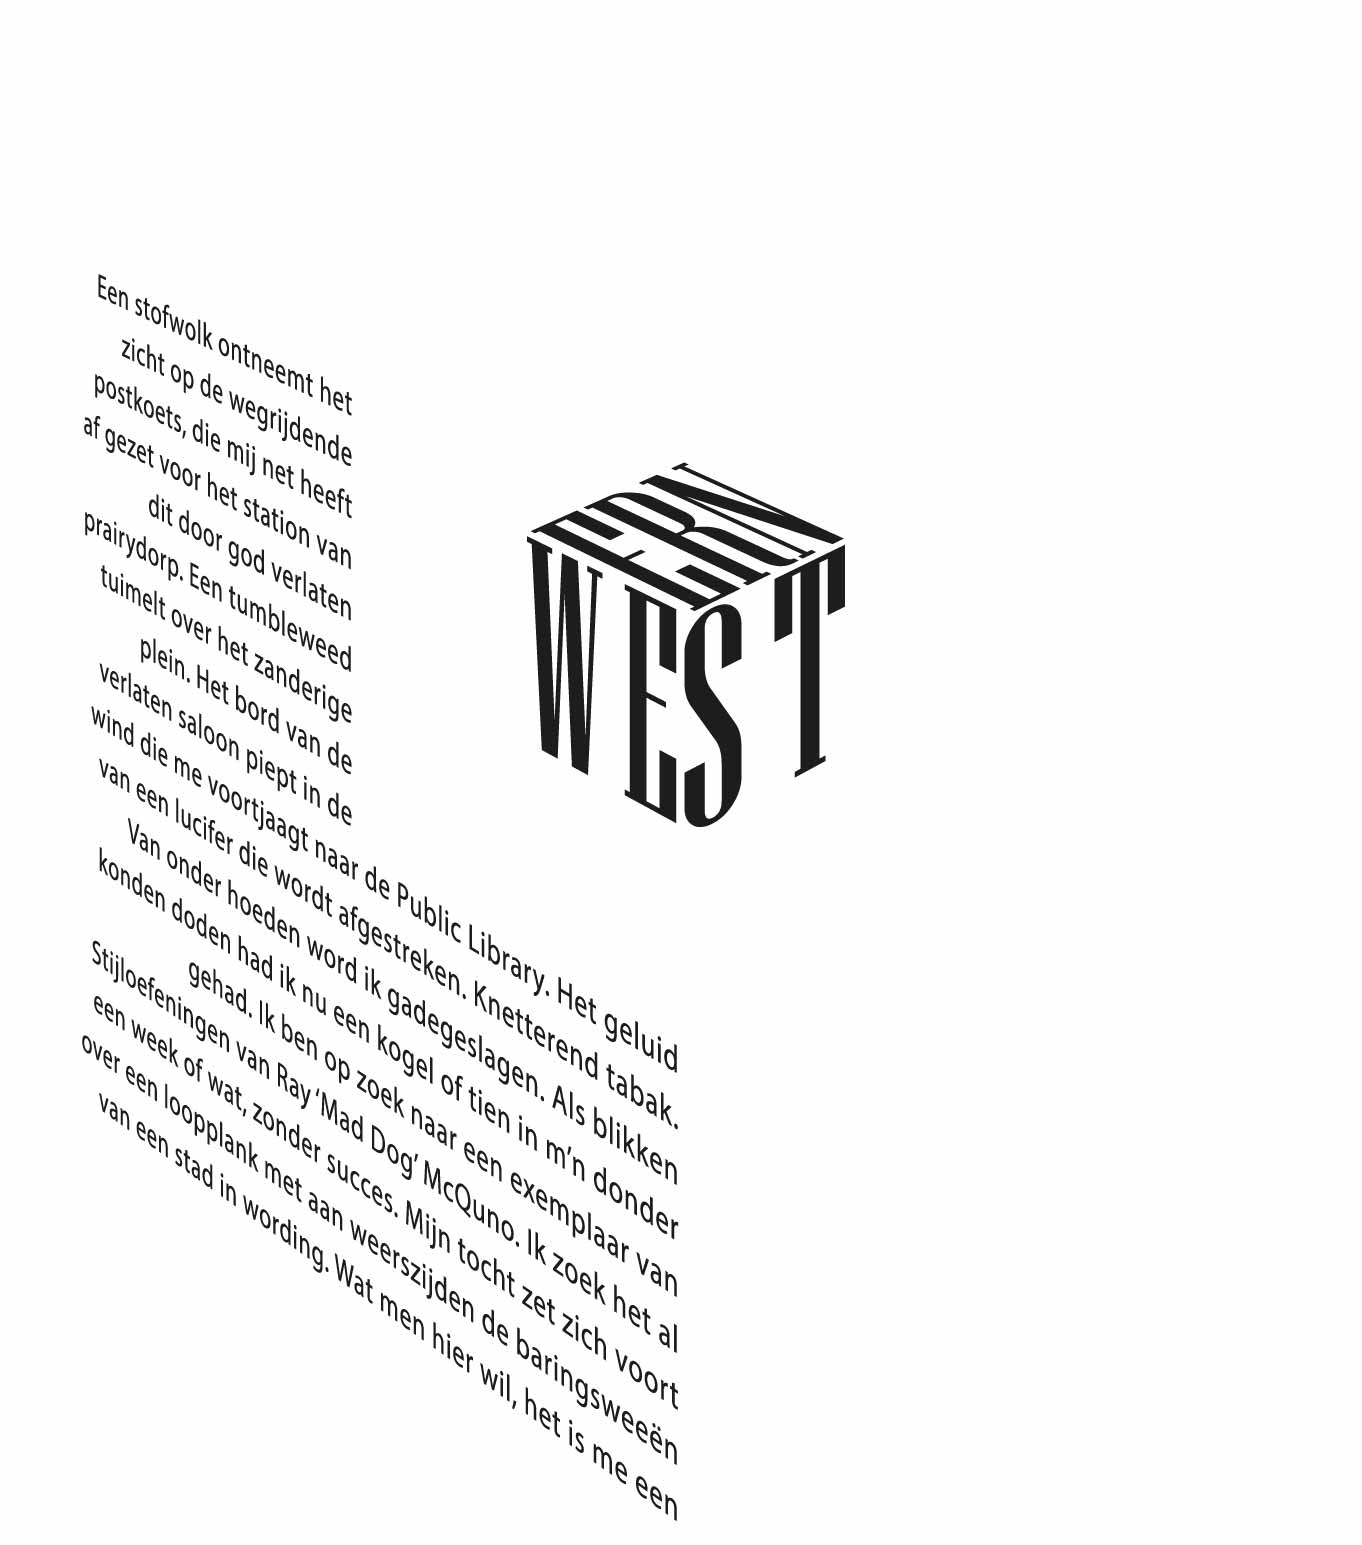 Een stofwolk ontneemt het
zicht op de wegrijdende
postkoets, die mij net heeft
af gezet voor het station van
dit door god verlaten
prairydorp. Een tumbleweed
tuimelt over het zanderige
plein. Het bord van de
verlaten saloon piept in de
wind die me voortjaagt naar de Public Library. Het geluid
van een lucifer die wordt afgestreken. Knetterend tabak.
Van onder hoeden word ik gadegeslagen. Als blikken
konden doden had ik nu een kogel of tien in m’n donder
gehad. Ik ben op zoek naar een exemplaar van
Stijloefeningen van Ray ‘Mad Dog’ McQuno. Ik zoek het al
een week of wat, zonder succes. Mijn tocht zet zich voort
over een loopplank met aan weerszijden de baringsweeën
van een stad in wording. Wat men hier wil, het is me een
WEST
ERN